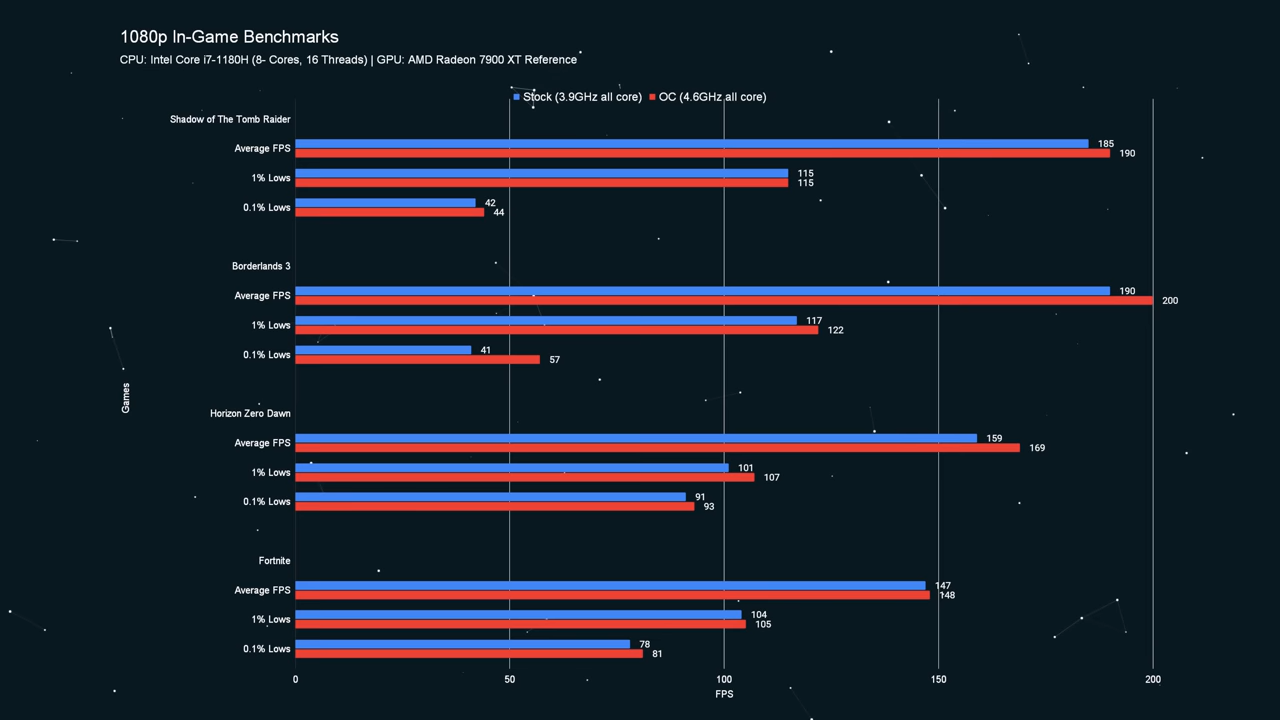 1080p In-Game Benchmarks
CPU: Intel Core i7-1180H (8- Cores, 16 Threads) | GPU: AMD Radeon 7900 XT Reference
Stock (3.9GHz all core) OC (4.6GHz all core)
Shadow of The Tomb Raider
Average FPS 185
190
1% Lows 115
115
0.1% Lows 42
44
Borderlands 3
Average FPS 190
200
1% Lows 117
122
0.1% Lows 41
57
Games
Horizon Zero Dawn
Average FPS 159
169
1% Lows 101
107
0.1% Lows 91
93
Fortnite
Average FPS 147
148
1% Lows 104
105
0.1% Lows 78
81
0 50 100 150 200
FPS